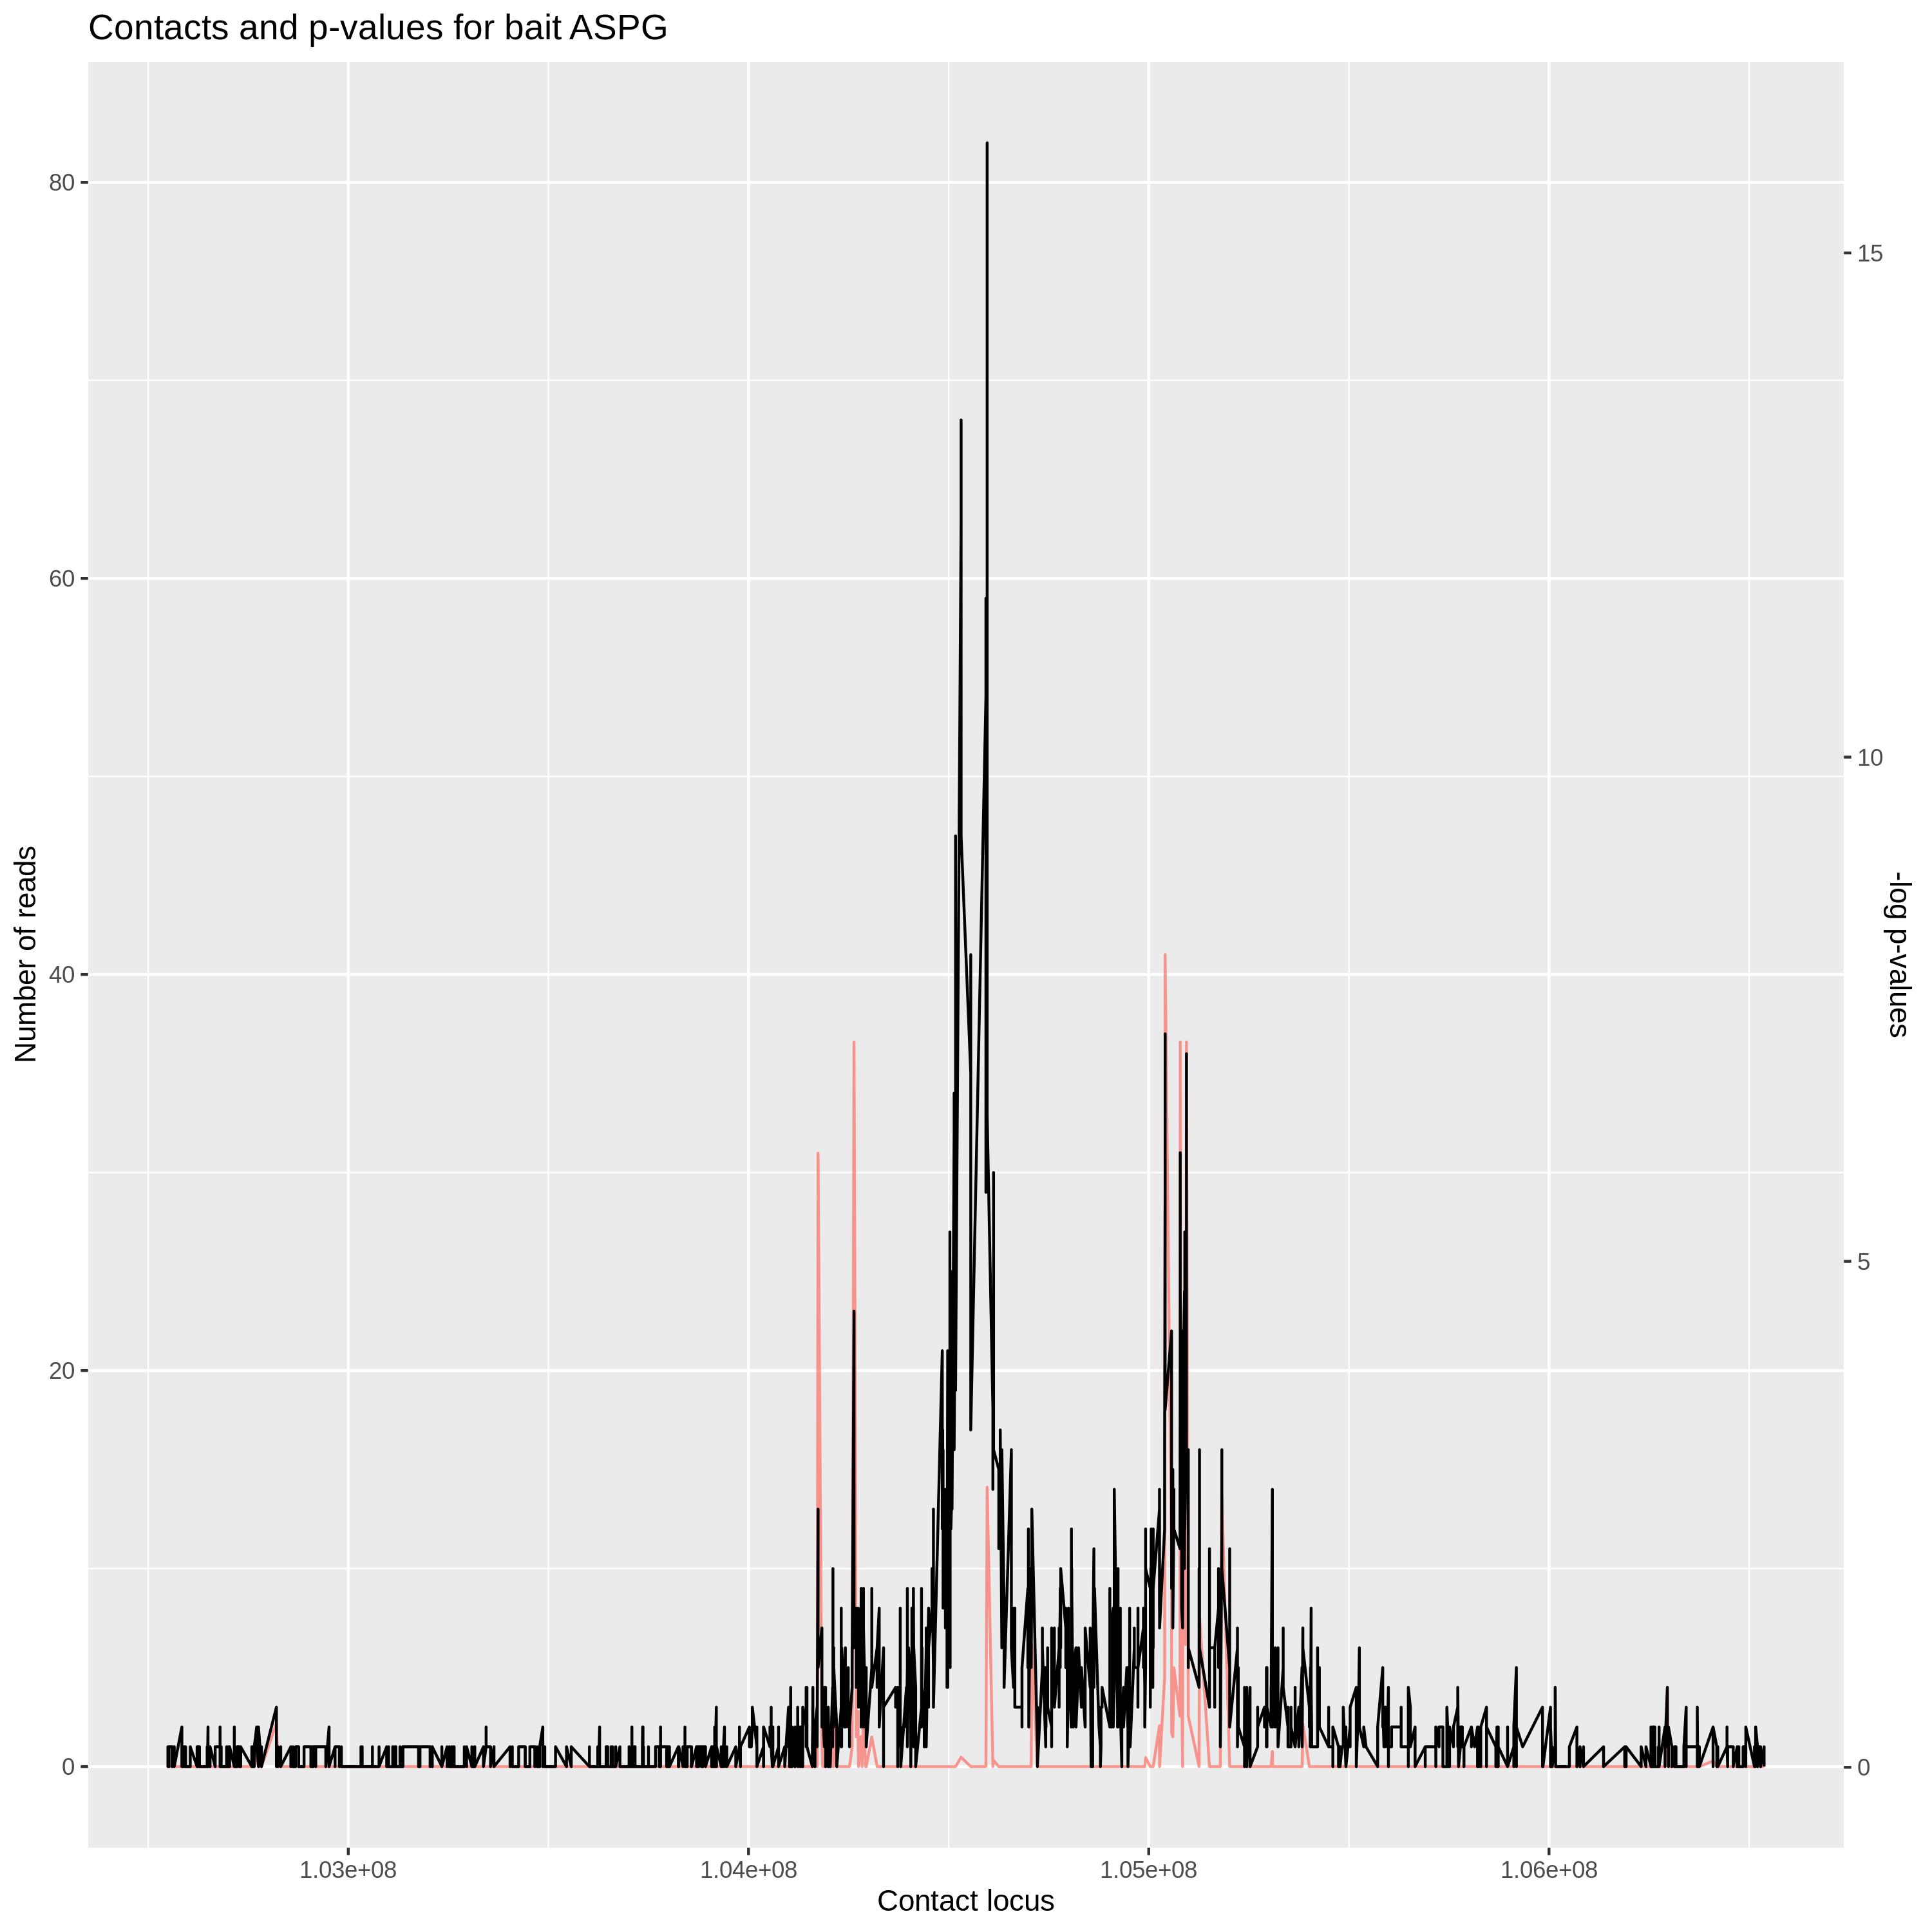 Contacts and p-values for bait ASPG
80
60
40
20
0
Number of reads
15
10
5
0
-log p-values
1.03e+08 1.04e+08 1.05e+08 1.06e+08
Contact locus